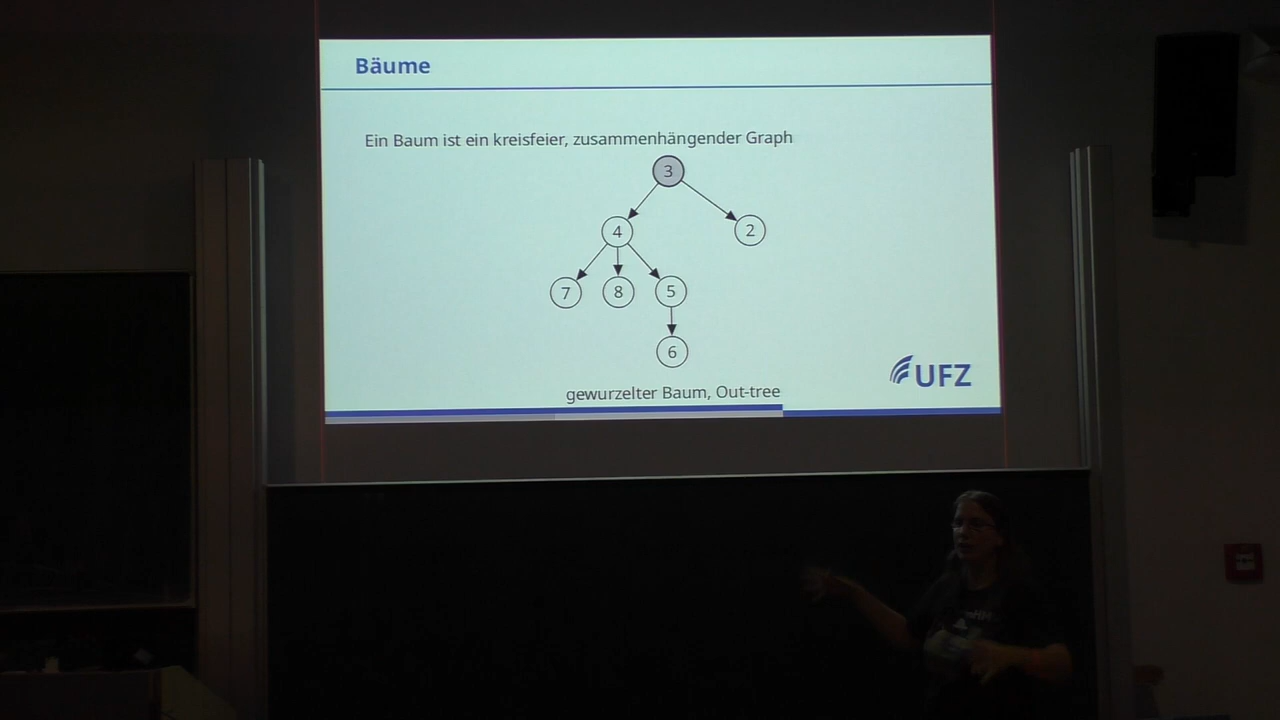 Bäume
Ein Baum ist ein kreisfeier, zusammenhängender Graph
3
4
2
7
8
5
6
UFZ
gewurzelter Baum, Out-tree